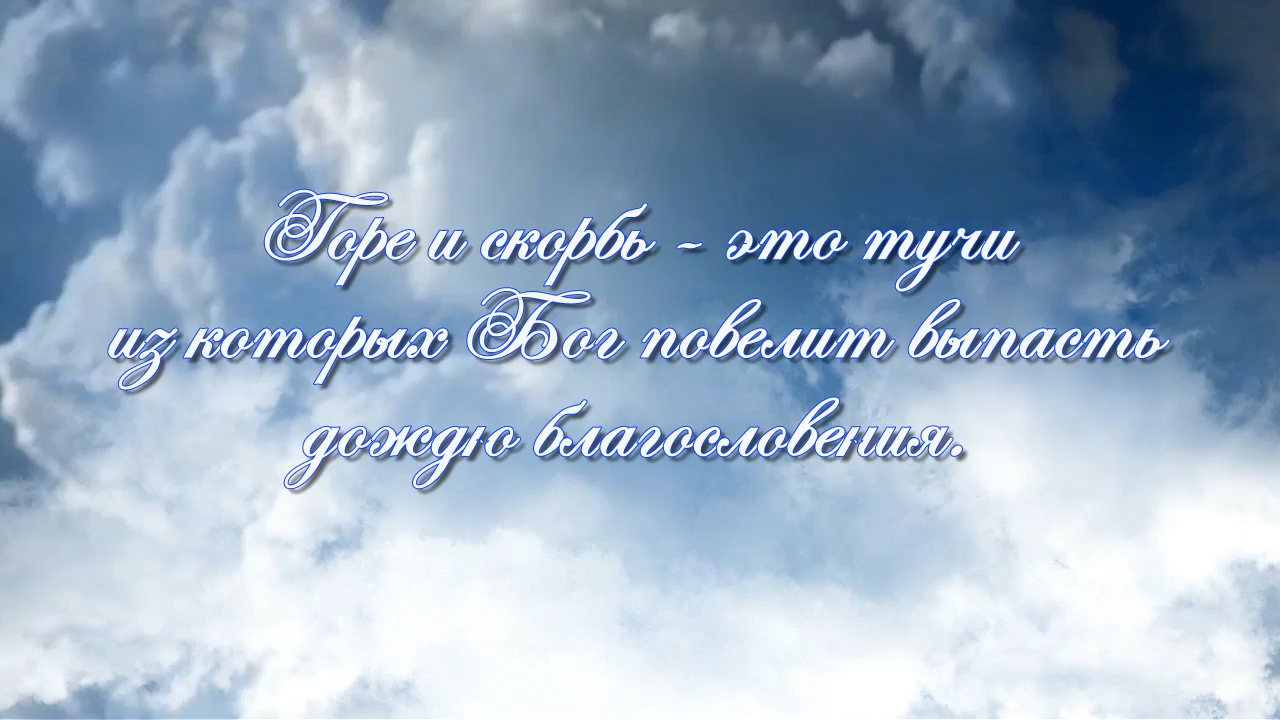 Горе и скорбь - это тучи
из которых Бог повелит выпасть
дождю благословения.